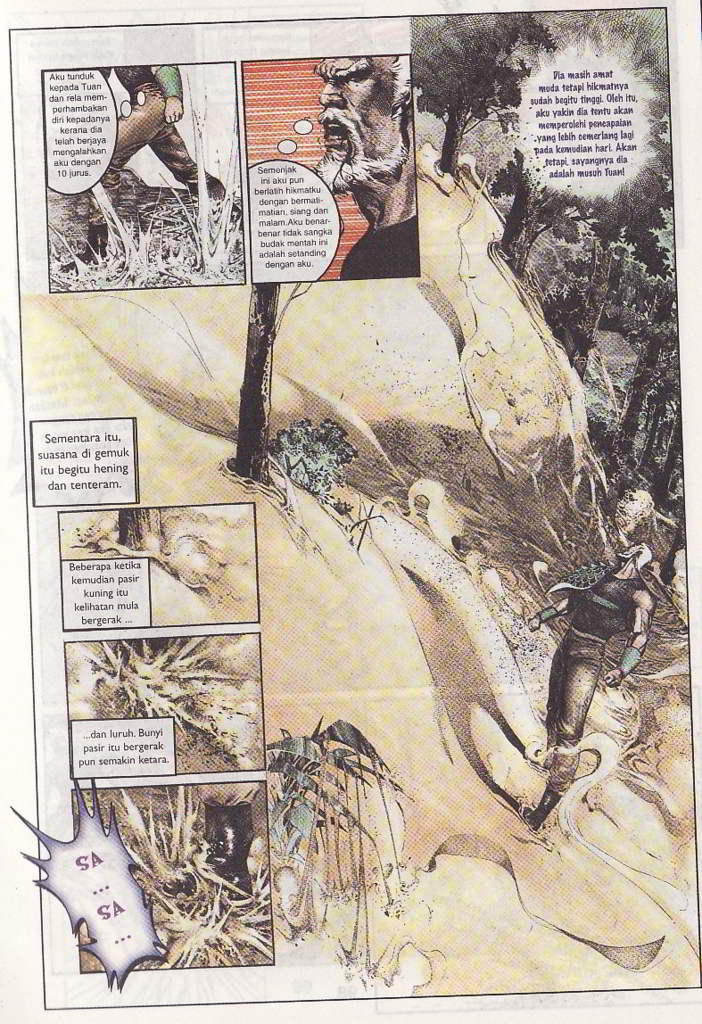 Aku tunduk
kepada Tuan
dan rela mem-
perhambakan
diri kepadanya
kerana dia
telah berjaya
mengalahkan
aku dengan
10 jurus.
Semenjak
ini aku pun
berlatih hikmatku
dengan bermati-
matian, siang dan
malam.Aku benar-
benar tidak sangka
budak mentah ini
adalah setanding
dengan aku.
Dia masih amat
muda tetapi hikmatnya
sudah begitu tinggi. Oleh itu,
aku yakin dia tentu akan
memperolehi pencapaian
yang lebih cemerlang lagi
pada kemudian hari. Akan
tetapi, sayangnya dia
adalah musuh Tuan!
Sementara itu,
suasana di gemuk
itu begitu hening
dan tenteram.
Beberapa ketika
kemudian pasir
kuning itu
kelihatan mula
bergerak ...
...dan luruh. Bunyi
pasir itu bergerak
pun semakin ketara.
SA
...
SA
...